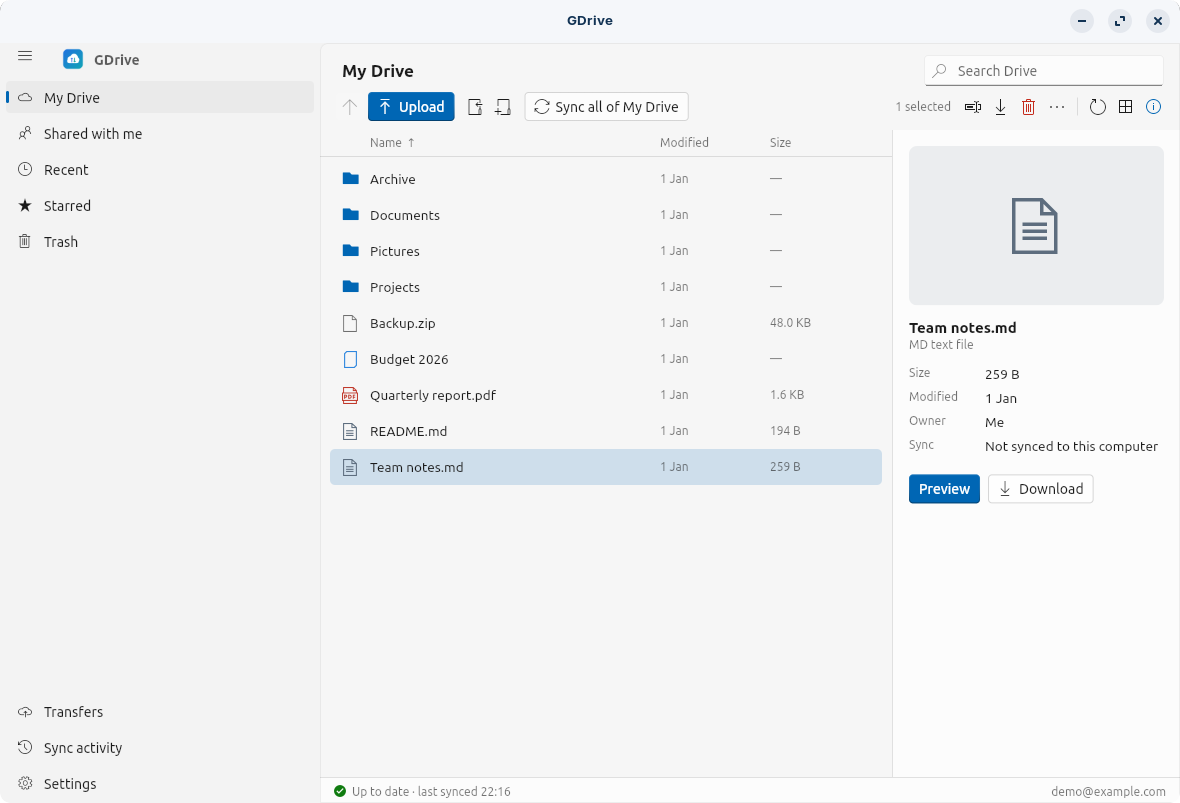 GDrive
GDrive
My Drive
Shared with me
Recent
Starred
Trash
Transfers
Sync activity
Settings
My Drive
Search Drive
Upload
Sync all of My Drive
1 selected
Name ↑ Modified Size
Archive 1 Jan —
Documents 1 Jan —
Pictures 1 Jan —
Projects 1 Jan —
Backup.zip 1 Jan 48.0 KB
Budget 2026 1 Jan —
PDF Quarterly report.pdf 1 Jan 1.6 KB
README.md 1 Jan 194 B
Team notes.md 1 Jan 259 B
Team notes.md
MD text file
Size 259 B
Modified 1 Jan
Owner Me
Sync Not synced to this computer
Preview Download
Up to date · last synced 22:16
demo@example.com